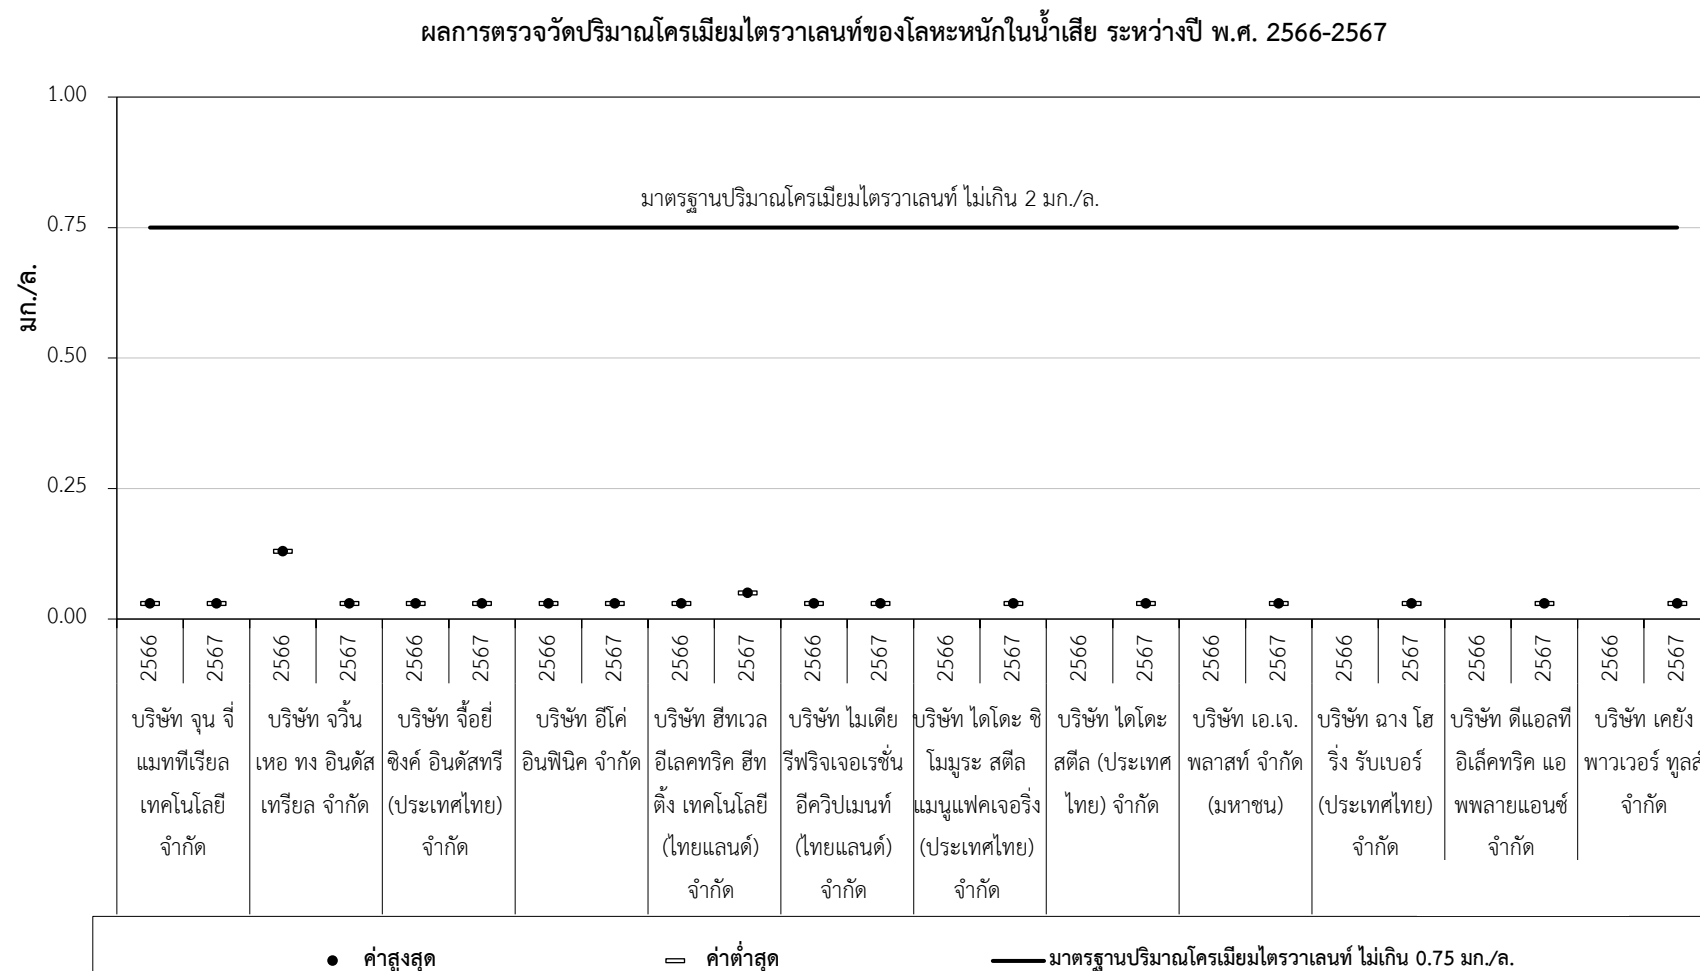 ผลการตรวจวัดปริมาณโครเมียมไตรวาเลนท์ของโลหะหนักในน้ำเสีย ระหว่างปี พ.ศ. 2566-2567
1.00
มาตรฐานปริมาณโครเมียมไตรวาเลนท์ ไม่เกิน 2 มก./ล.
0.75
มก./ล.
0.50
0.25
0.00
2566 2567 2566 2567 2566 2567 2566 2567 2566 2567 2566 2567 2566 2567 2566 2567 2566 2567 2566 2567 2566 2567 2566 2567
บริษัท จุน จี่
แมททีเรียล
เทคโนโลยี
จำกัด
บริษัท จวิ้น
เหอ ทง อินดัส
เทรียล จำกัด
บริษัท จื้อยี่
ซิงค์ อินดัสทรี
(ประเทศไทย)
จำกัด
บริษัท อีโค่
อินฟินิค จำกัด
บริษัท ฮีทเวล
อีเลคทริค ฮีท
ติ้ง เทคโนโลยี
(ไทยแลนด์)
จำกัด
บริษัท ไมเดีย
รีฟริจเจอเรชั่น
อีควิปเมนท์
(ไทยแลนด์)
จำกัด
บริษัท ไดโดะ ชิ
โมมูระ สตีล
แมนูแฟคเจอริ่ง
(ประเทศไทย)
จำกัด
บริษัท ไดโดะ
สตีล (ประเทศ
ไทย) จำกัด
บริษัท เอ.เจ.
พลาสท์ จำกัด
(มหาชน)
บริษัท ฉาง โฮ
ริ่ง รับเบอร์
(ประเทศไทย)
จำกัด
บริษัท ดีแอลที
อิเล็คทริค แอ
พพลายแอนซ์
จำกัด
บริษัท เคยัง
พาวเวอร์ ทูลส์
จำกัด
ค่าสูงสุด ค่าต่ำสุด มาตรฐานปริมาณโครเมียมไตรวาเลนท์ ไม่เกิน 0.75 มก./ล.